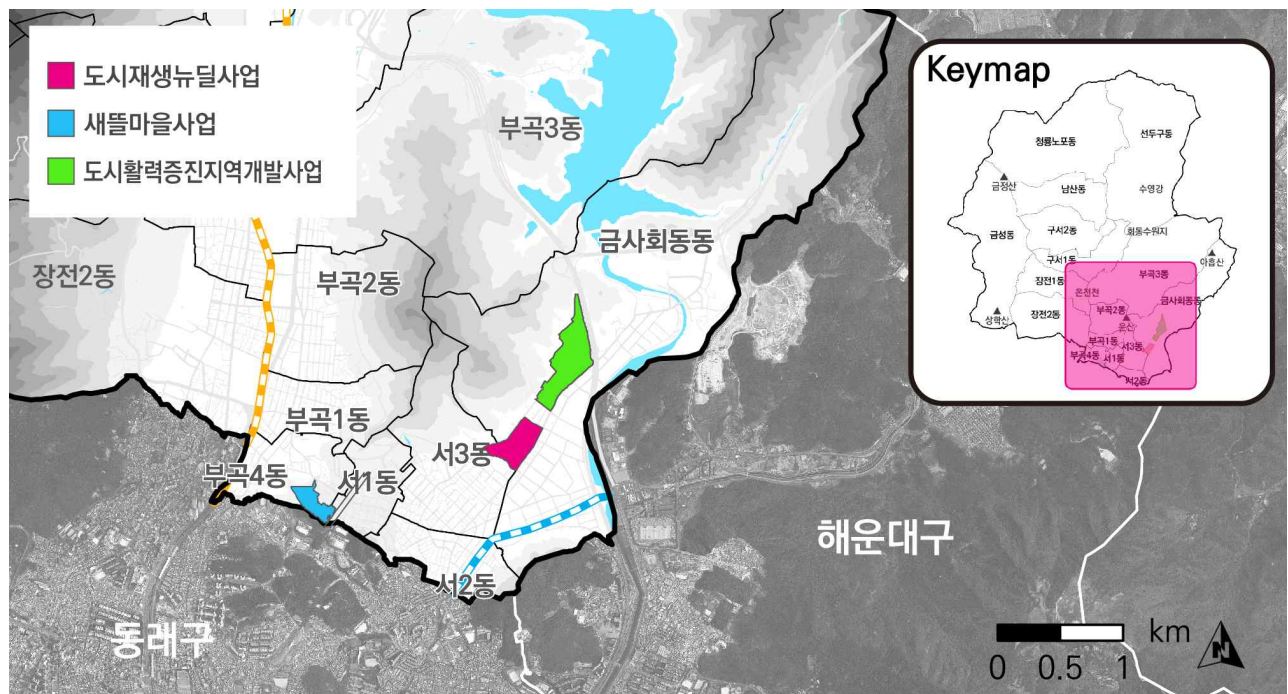 도시재생뉴딜사업
새뜰마을사업
도시활력증진지역개발사업
부곡3동
금사회동동
장전2동
부곡2동
부곡1동
서3동
부곡4동
서1동
서2동
동래구
해운대구
Keymap
청룡노포동
선두구동
금정산
남산동
수영강
금성동
구서2동
회동수원지
구서1동
아홉산
장전1동
부곡3동
온천천
금사회동동
상학산
장전2동
부곡2동
윤산
부곡1동
서3동
부곡4동
서1동
서2동
km
0 0.5 1
N